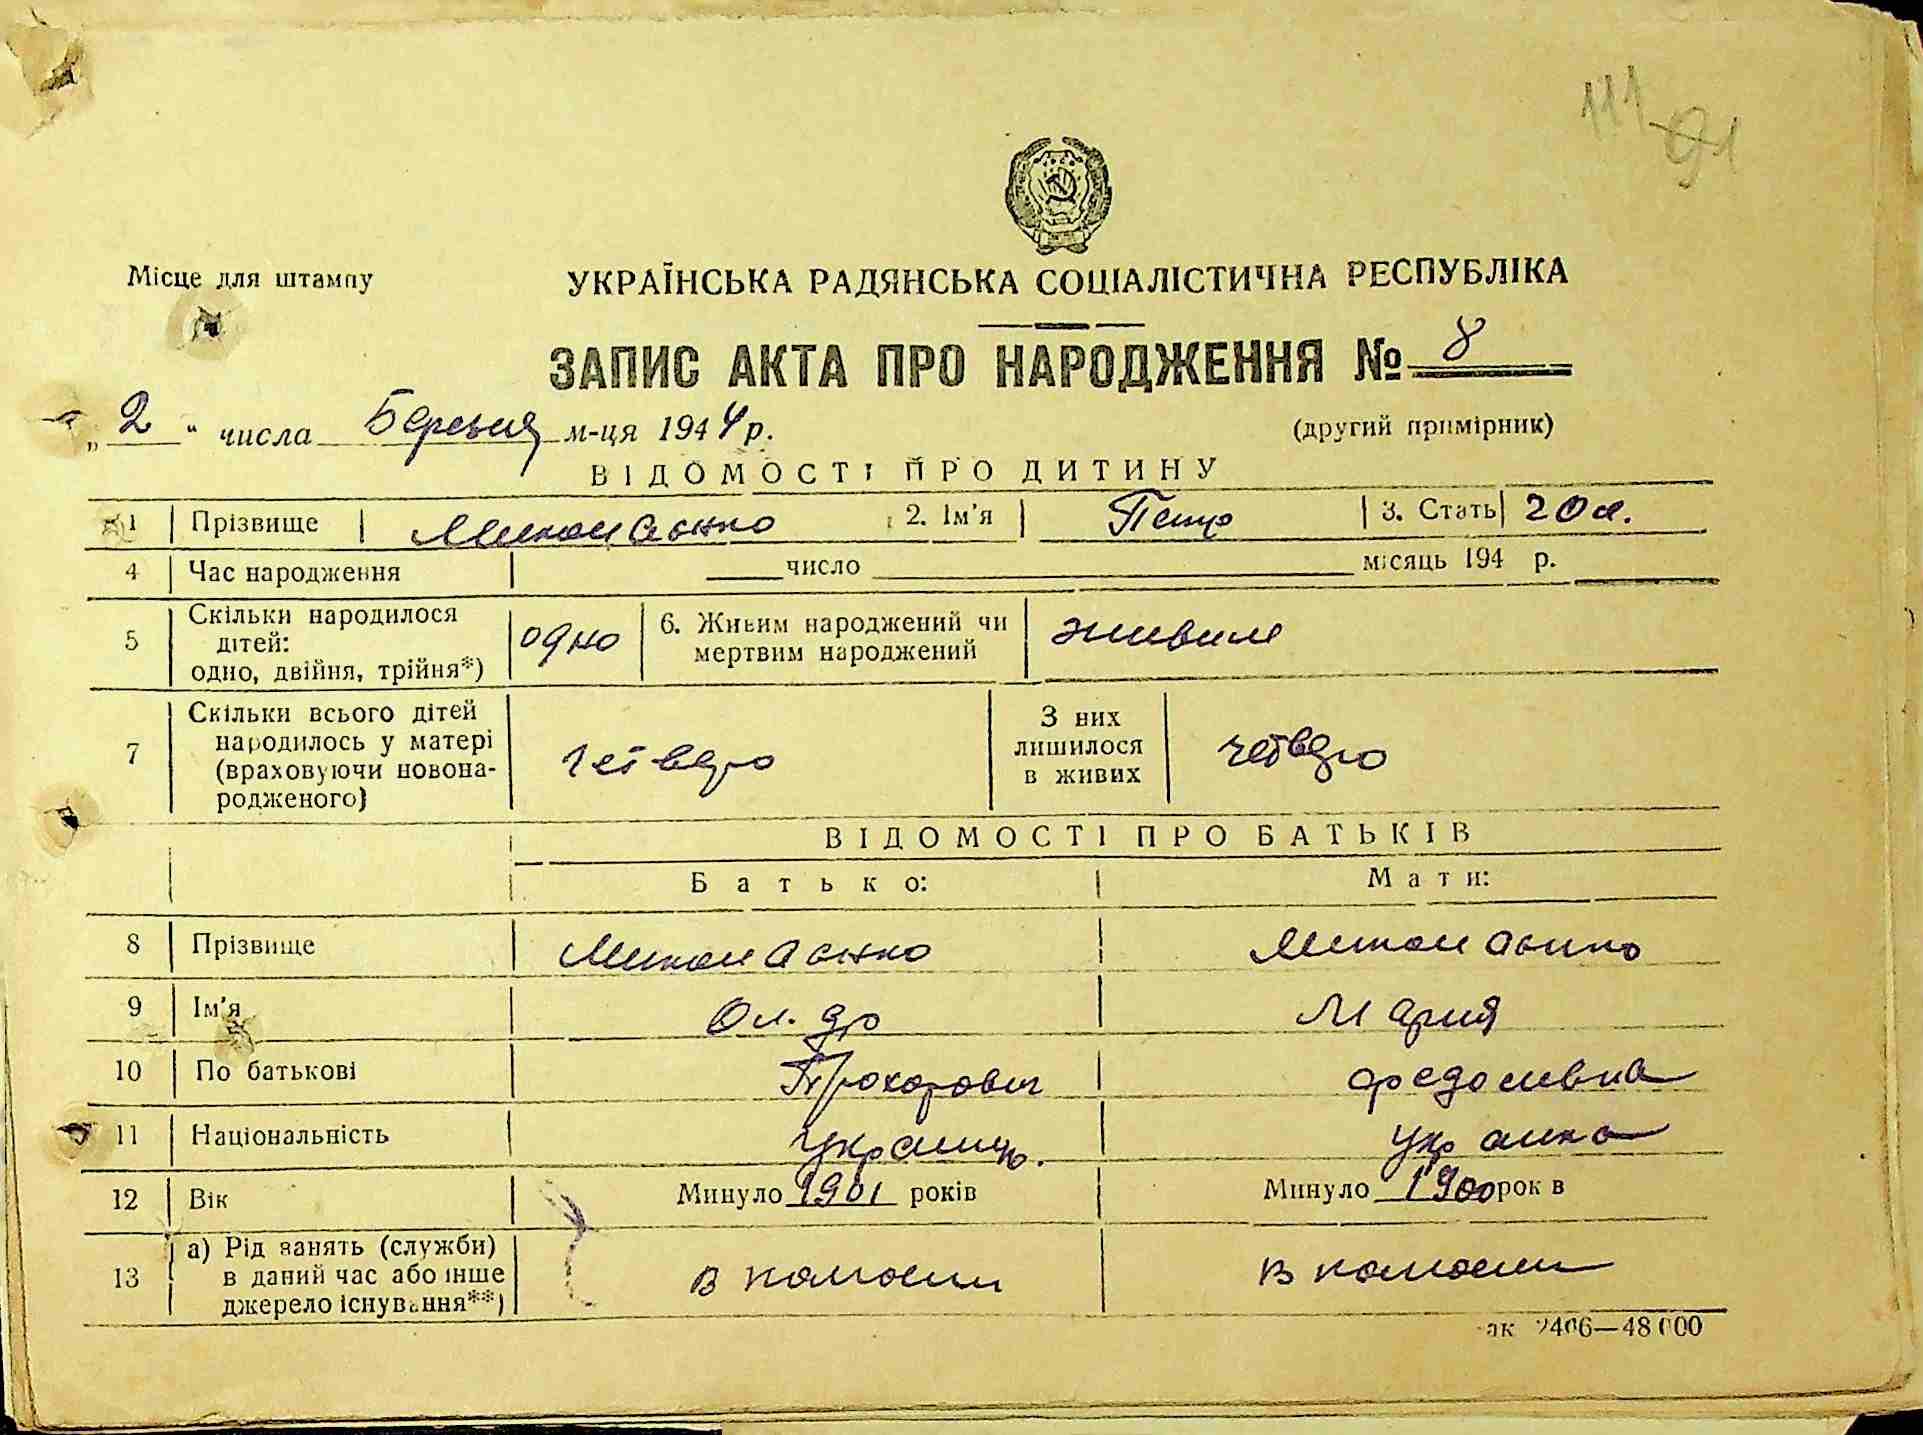 111
91
Місце для штампу
УКРАЇНСЬКА РАДЯНСЬКА СОЦІАЛІСТИЧНА РЕСПУБЛІКА
ЗАПИС АКТА ПРО НАРОДЖЕННЯ № 8
„ 2 “ числа Березня м-ця 1944 р. (другий примірник)
ВІДОМОСТІ ПРО ДИТИНУ
1 Прізвище 2. Ім'я Петро 3. Стать
4 Час народження число місяць 194 р.
5 Скільки народилося дітей: одно, двійня, трійня*) одно 6. Живим народжений чи мертвим народжений живим
7 Скільки всього дітей народилось у матері (враховуючи новонародженого) четверо З них лишилося в живих четверо
ВІДОМОСТІ ПРО БАТЬКІВ
Батько: Мати:
8 Прізвище
9 Ім'я Мария
10 По батькові Прохорович
11 Національність українць. українка
12 Вік Минуло 1901 років Минуло 1900 рок в
13 а) Рід занять (служби) в даний час або інше джерело існування**) в колгоспі в колгоспі
ак 2406—48 000